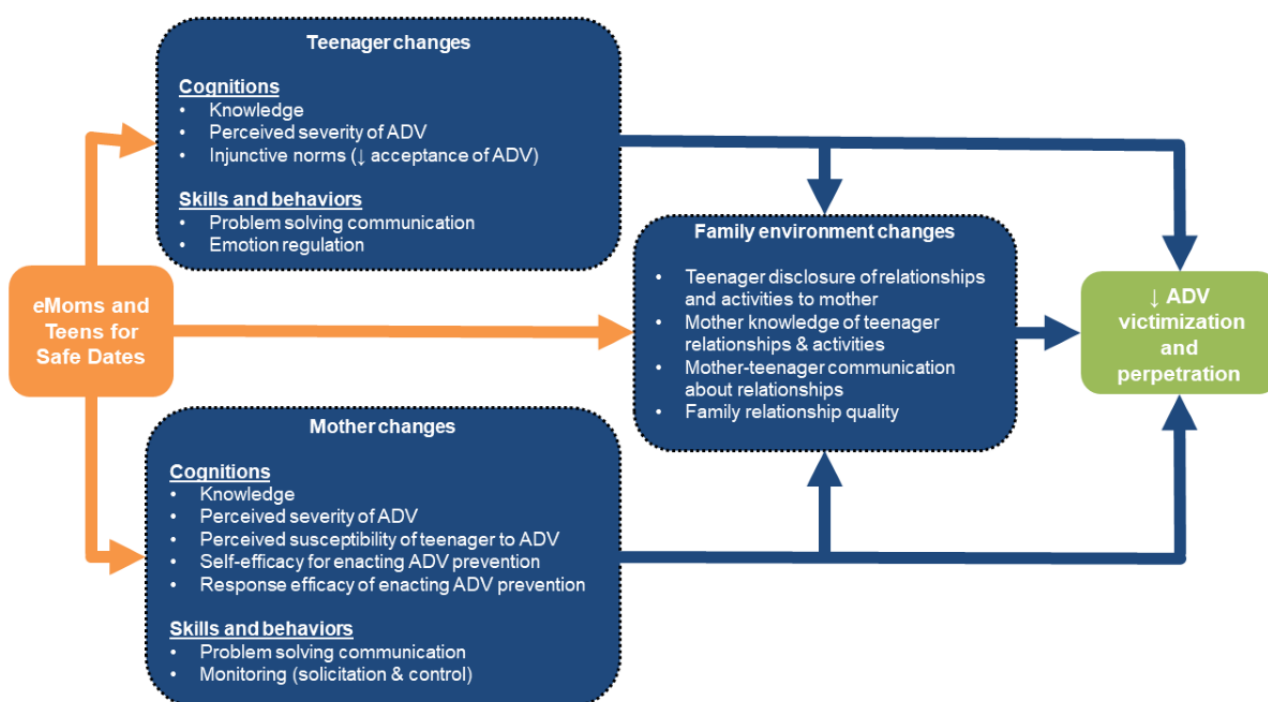 eMoms and
Teens for
Safe Dates
Teenager changes
Cognitions
• Knowledge
• Perceived severity of ADV
• Injunctive norms (↓ acceptance of ADV)
Skills and behaviors
• Problem solving communication
• Emotion regulation
Mother changes
Cognitions
• Knowledge
• Perceived severity of ADV
• Perceived susceptibility of teenager to ADV
• Self-efficacy for enacting ADV prevention
• Response efficacy of enacting ADV prevention
Skills and behaviors
• Problem solving communication
• Monitoring (solicitation & control)
Family environment changes
• Teenager disclosure of relationships
and activities to mother
• Mother knowledge of teenager
relationships & activities
• Mother-teenager communication
about relationships
• Family relationship quality
↓ ADV
victimization
and
perpetration